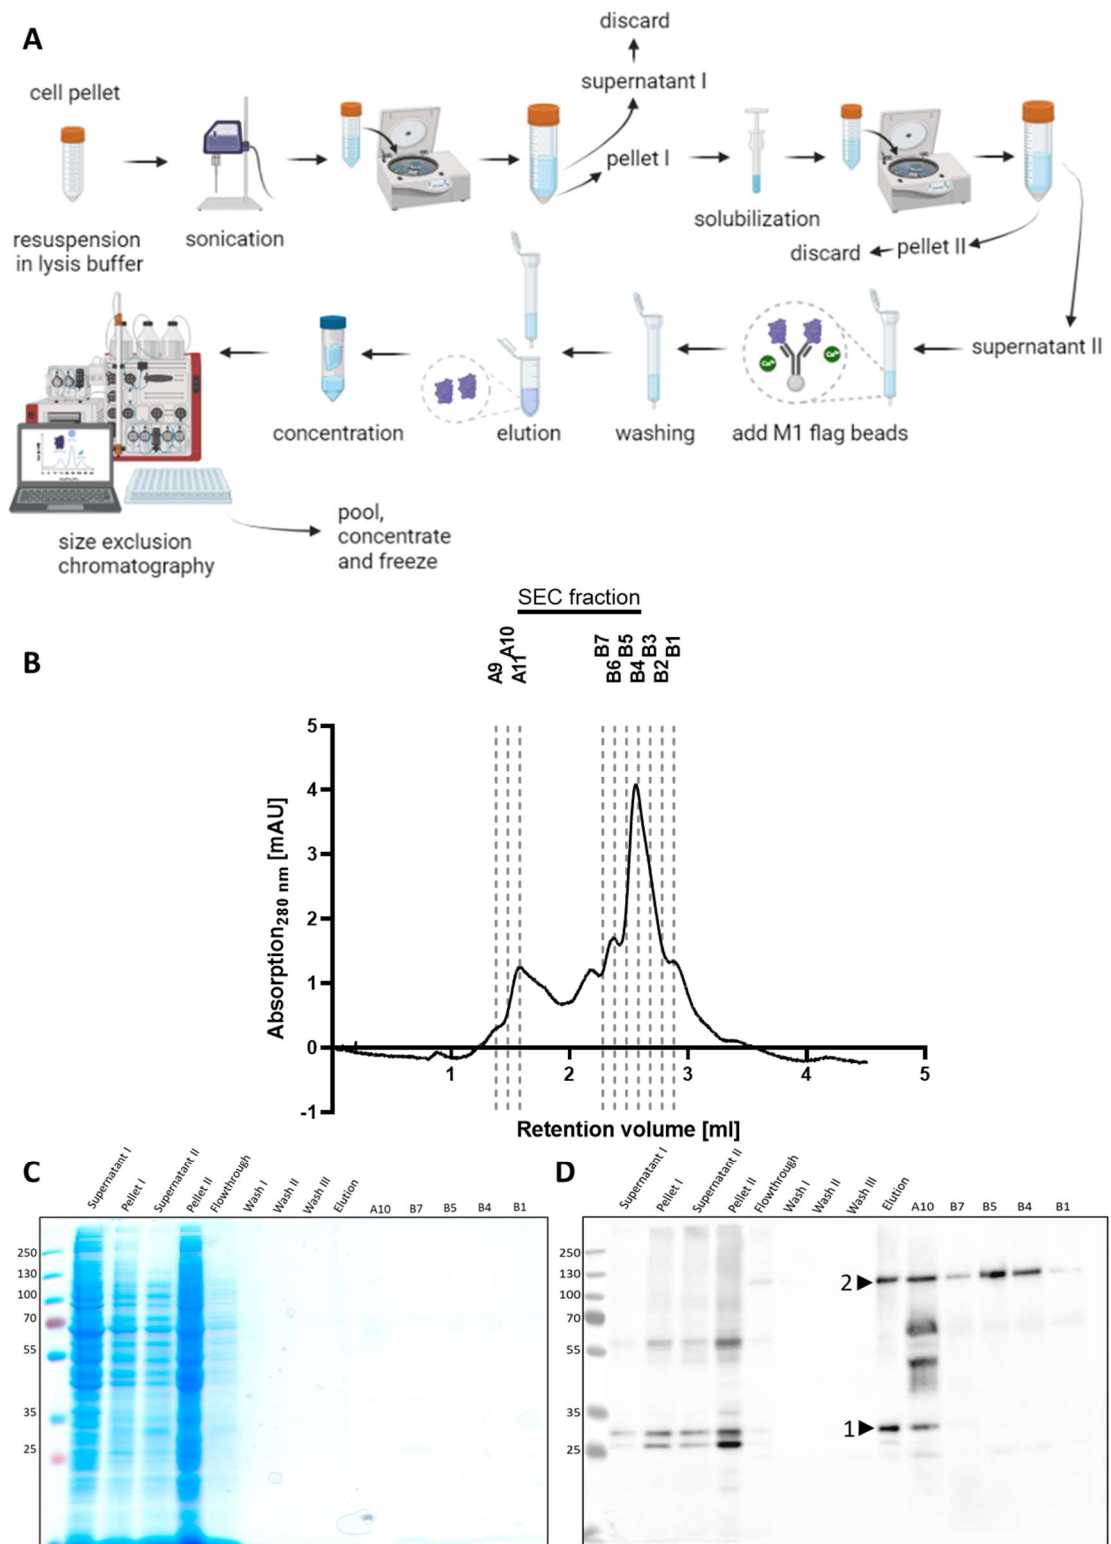 A
discard
supernatant I
cell pellet
pellet I
solubilization
resuspension
in lysis buffer
sonication
discard
pellet II
supernatant II
Ca²⁺
Ca²⁺
concentration
elution
washing
add M1 flag beads
size exclusion
chromatography
pool,
concentrate
and freeze
B
SEC fraction
A9
A10
A11
B7
B6
B5
B4
B3
B2
B1
Absorption280 nm [mAU]
5
4
3
2
1
0
-1
1
2
3
4
5
Retention volume [ml]
C
Supernatant I
Pellet I
Supernatant II
Pellet II
Flowthrough
Wash I
Wash II
Wash III
Elution
A10
B7
B5
B4
B1
250
130
100
70
55
35
25
D
Supernatant I
Pellet I
Supernatant II
Pellet II
Flowthrough
Wash I
Wash II
Wash III
Elution
A10
B7
B5
B4
B1
250
130
100
70
55
35
25
2
1